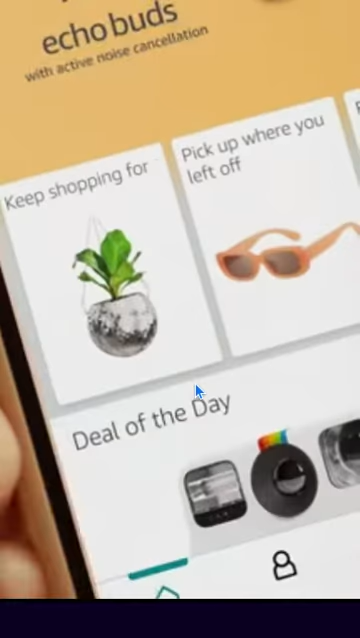 echo buds
with active noise cancellation
Keep shopping for
Pick up where you
left off
Deal of the Day